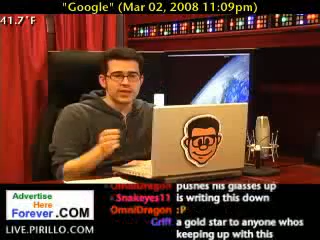 "Google" (Mar 02, 2008 11:09pm)
41.7°F
OmniDragon pushes his glasses up
Snakeyes11 is writing this down
OmniDragon :P
Griff a gold star to anyone whos
keeping up with this
Advertise
Here
Forever.COM
LIVE.PIRILLO.COM